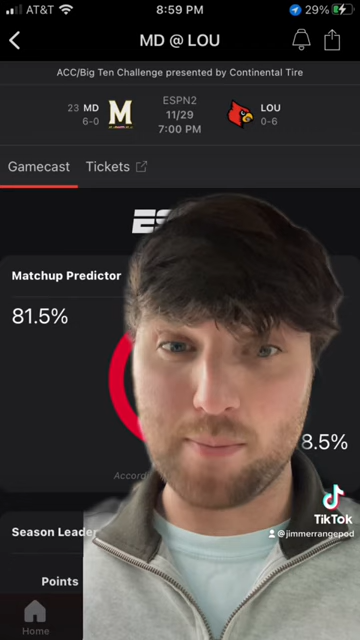 AT&T 8:59 PM 29%
MD @ LOU
ACC/Big Ten Challenge presented by Continental Tire
23 MD
6-0
M
ESPN2
11/29
7:00 PM
LOU
0-6
Gamecast Tickets
Matchup Predictor
81.5%
8.5%
Season Leader
Points
TikTok
@jimmerrangepod
Home